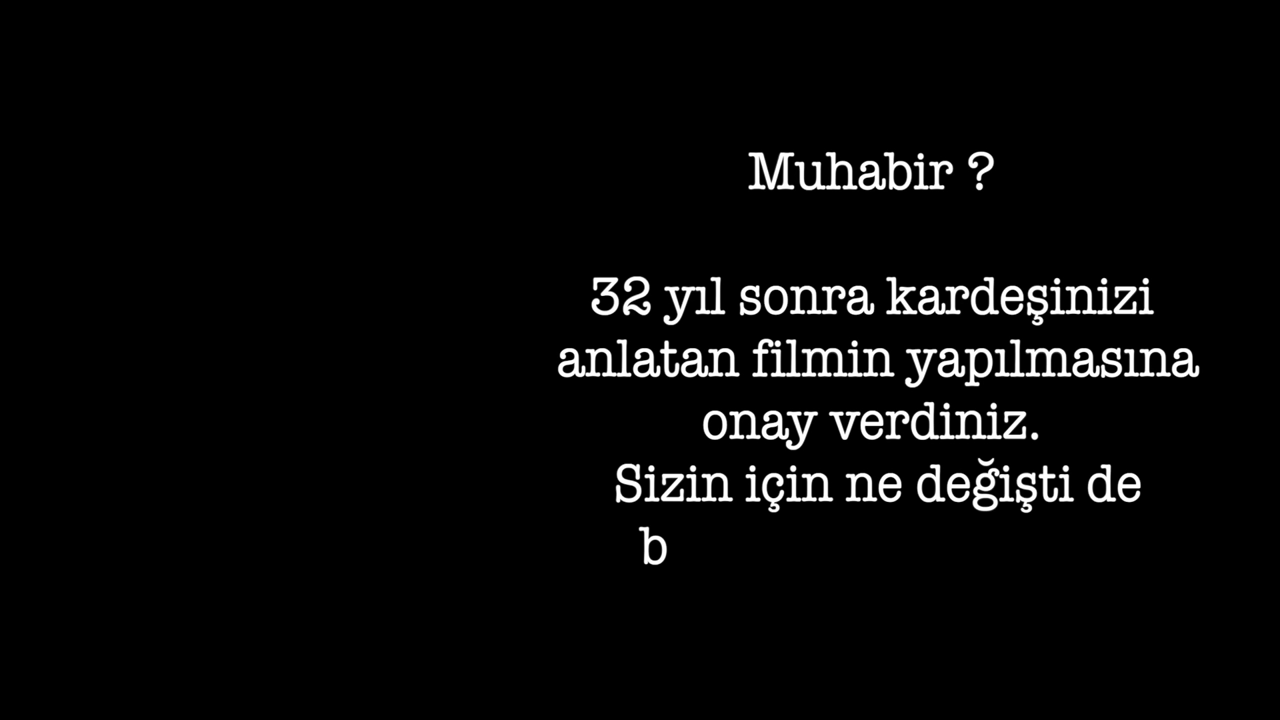 Muhabir ?
32 yıl sonra kardeşinizi
anlatan filmin yapılmasına
onay verdiniz.
Sizin için ne değişti de
b